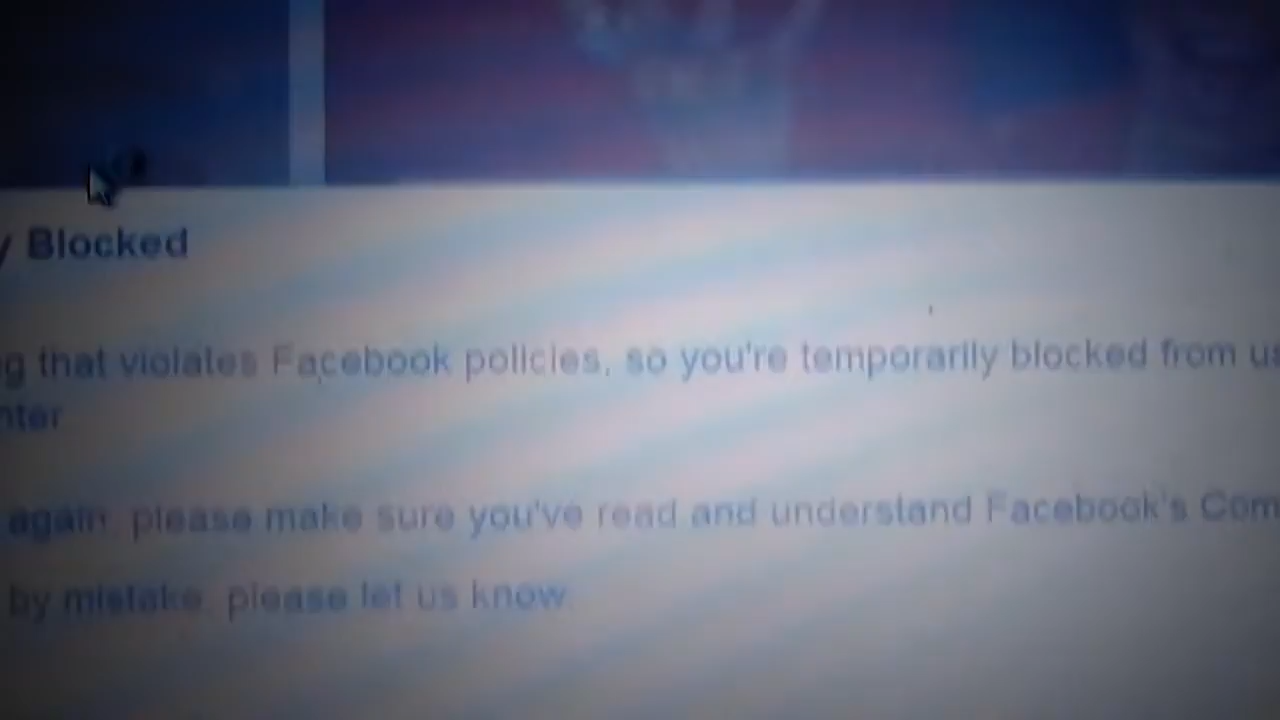 y Blocked
g that violates Facebook policies, so you're temporarily blocked from us
nter
again, please make sure you've read and understand Facebook's Com
by mistake, please let us know.